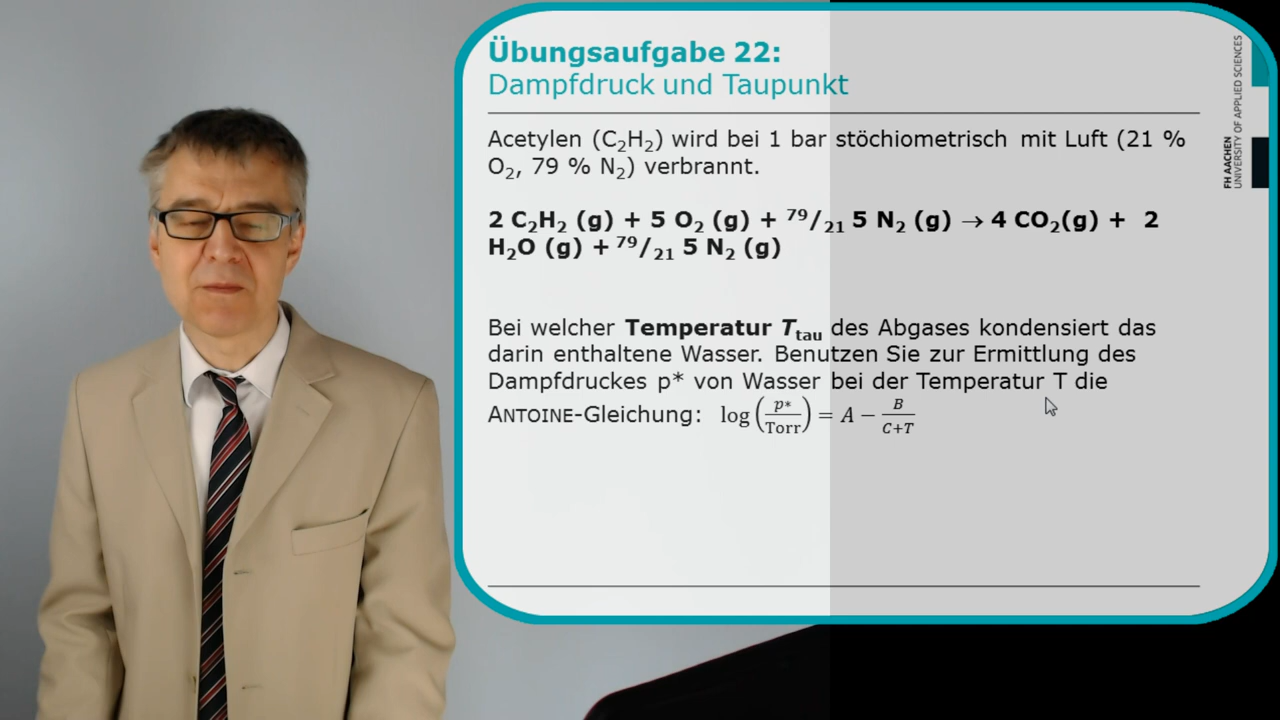 Übungsaufgabe 22:
Dampfdruck und Taupunkt
Acetylen (C₂H₂) wird bei 1 bar stöchiometrisch mit Luft (21 %
O₂, 79 % N₂) verbrannt.
2 C₂H₂ (g) + 5 O₂ (g) + ⁷⁹/₂₁ 5 N₂ (g) → 4 CO₂(g) + 2
H₂O (g) + ⁷⁹/₂₁ 5 N₂ (g)
Bei welcher Temperatur T_tau des Abgases kondensiert das
darin enthaltene Wasser. Benutzen Sie zur Ermittlung des
Dampfdruckes p* von Wasser bei der Temperatur T die
ANTOINE-Gleichung: log (p*/Torr) = A − B/(C+T)
FH AACHEN
UNIVERSITY OF APPLIED SCIENCES